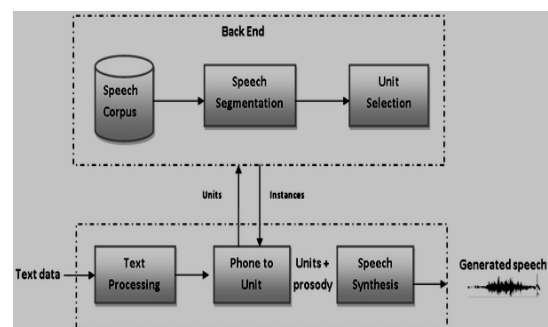 Back End
Speech
Corpus
Speech
Segmentation
Unit
Selection
Units
Instances
Text data
Text
Processing
Phone to
Unit
Units +
prosody
Speech
Synthesis
Generated speech